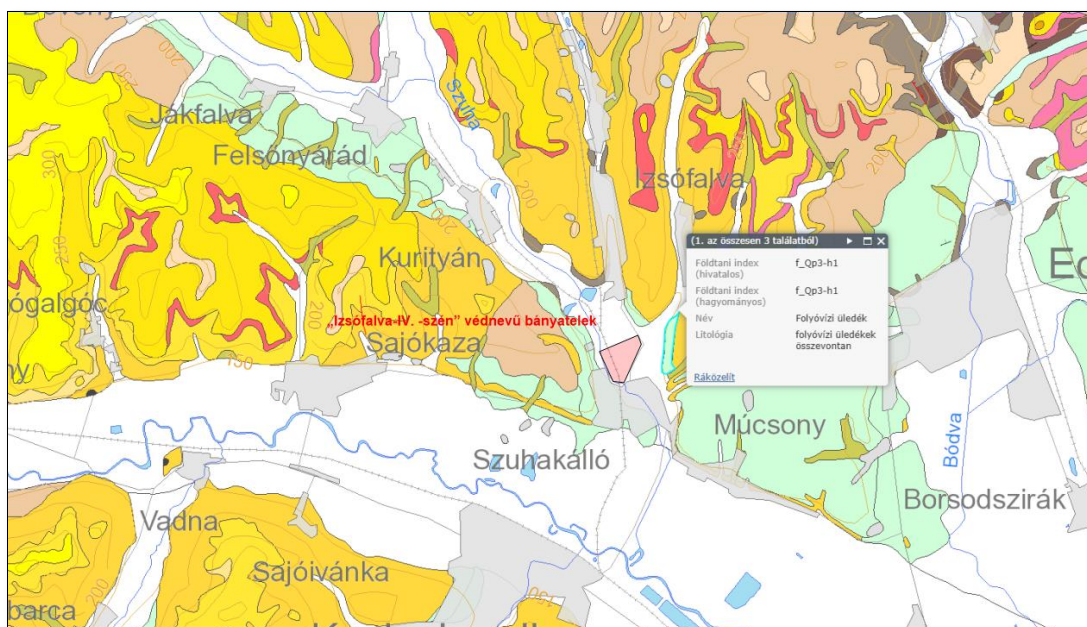 Jákfalva
Szuha
Felsőnyárád
Izsófalva
250
300
200
(1. az összesen 3 találatból)
Földtani index (hivatalos) f_Qp3-h1
Földtani index (hagyományos) f_Qp3-h1
Név Folyóvízi üledék
Litológia folyóvízi üledékek összevontan
Ráközelít
Kurityán
200
„Izsófalva-IV. -szén” védnevű bányatelek
Sajókaza
150
Múcsony
Szuhakálló
Bódva
Borsodszirák
Vadna
Sajóivánka
150
200
barca